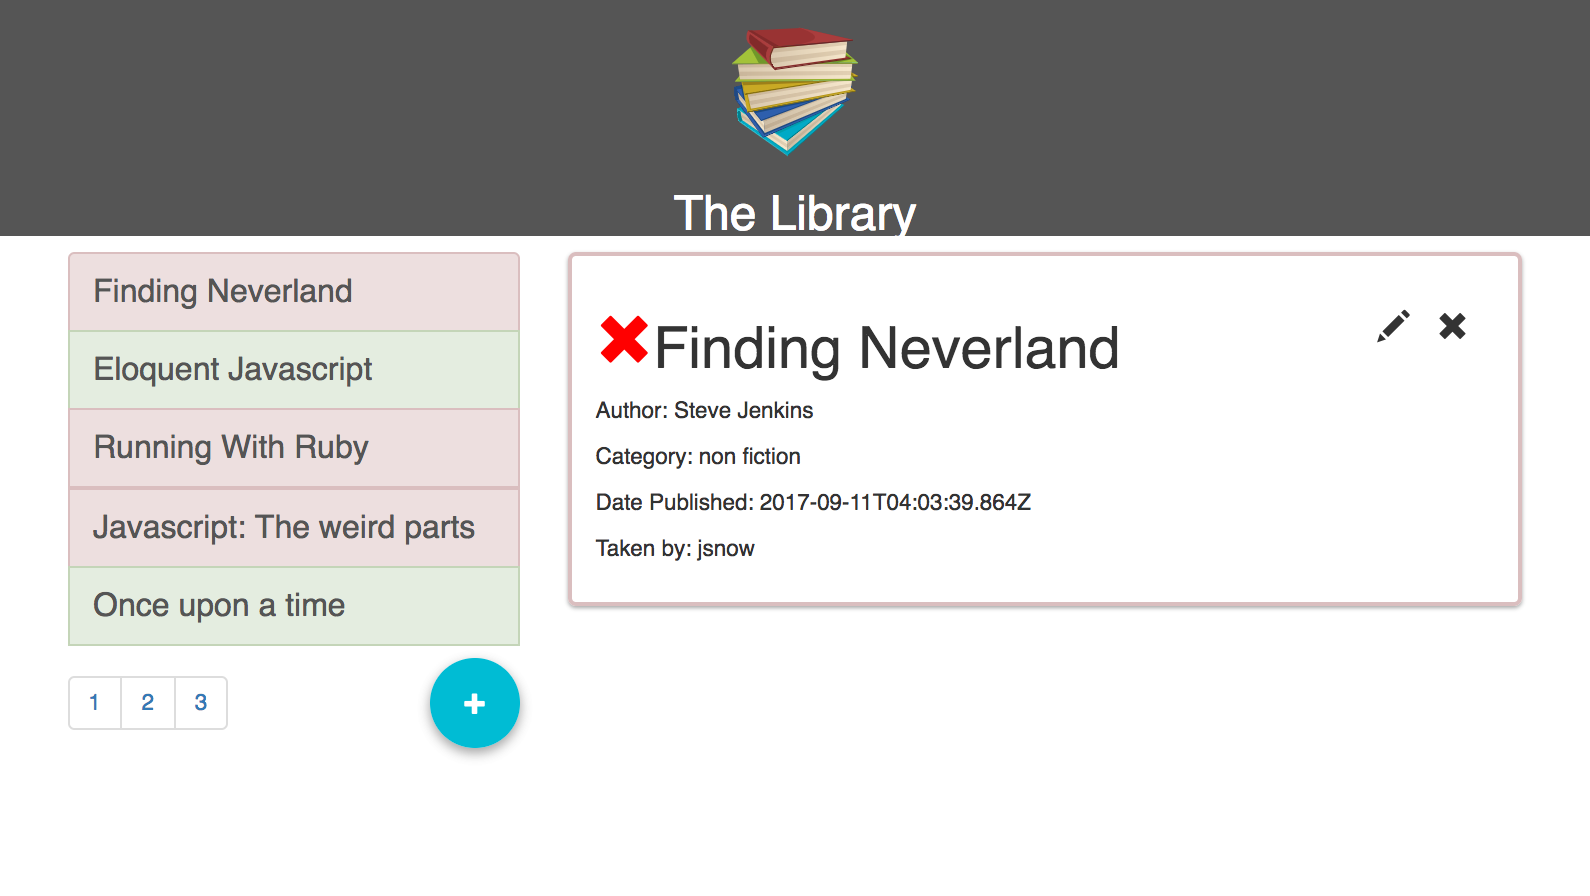 The Library
Finding Neverland
Eloquent Javascript
Running With Ruby
Javascript: The weird parts
Once upon a time
1 2 3
+
Finding Neverland
Author: Steve Jenkins
Category: non fiction
Date Published: 2017-09-11T04:03:39.864Z
Taken by: jsnow